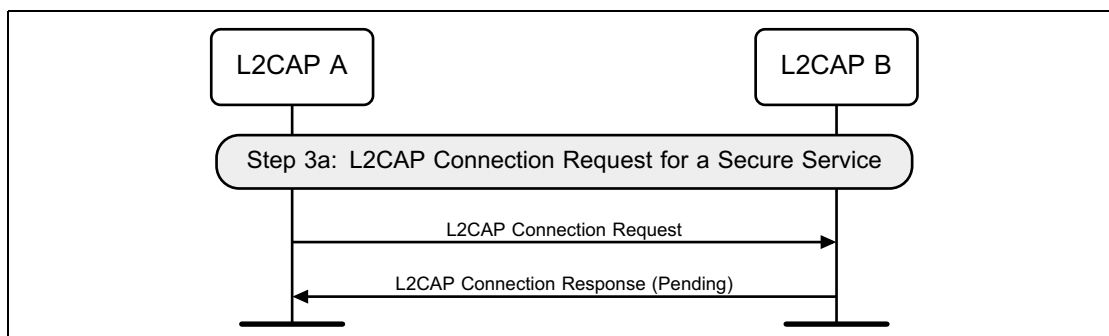 L2CAP A
L2CAP B
Step 3a: L2CAP Connection Request for a Secure Service
L2CAP Connection Request
L2CAP Connection Response (Pending)